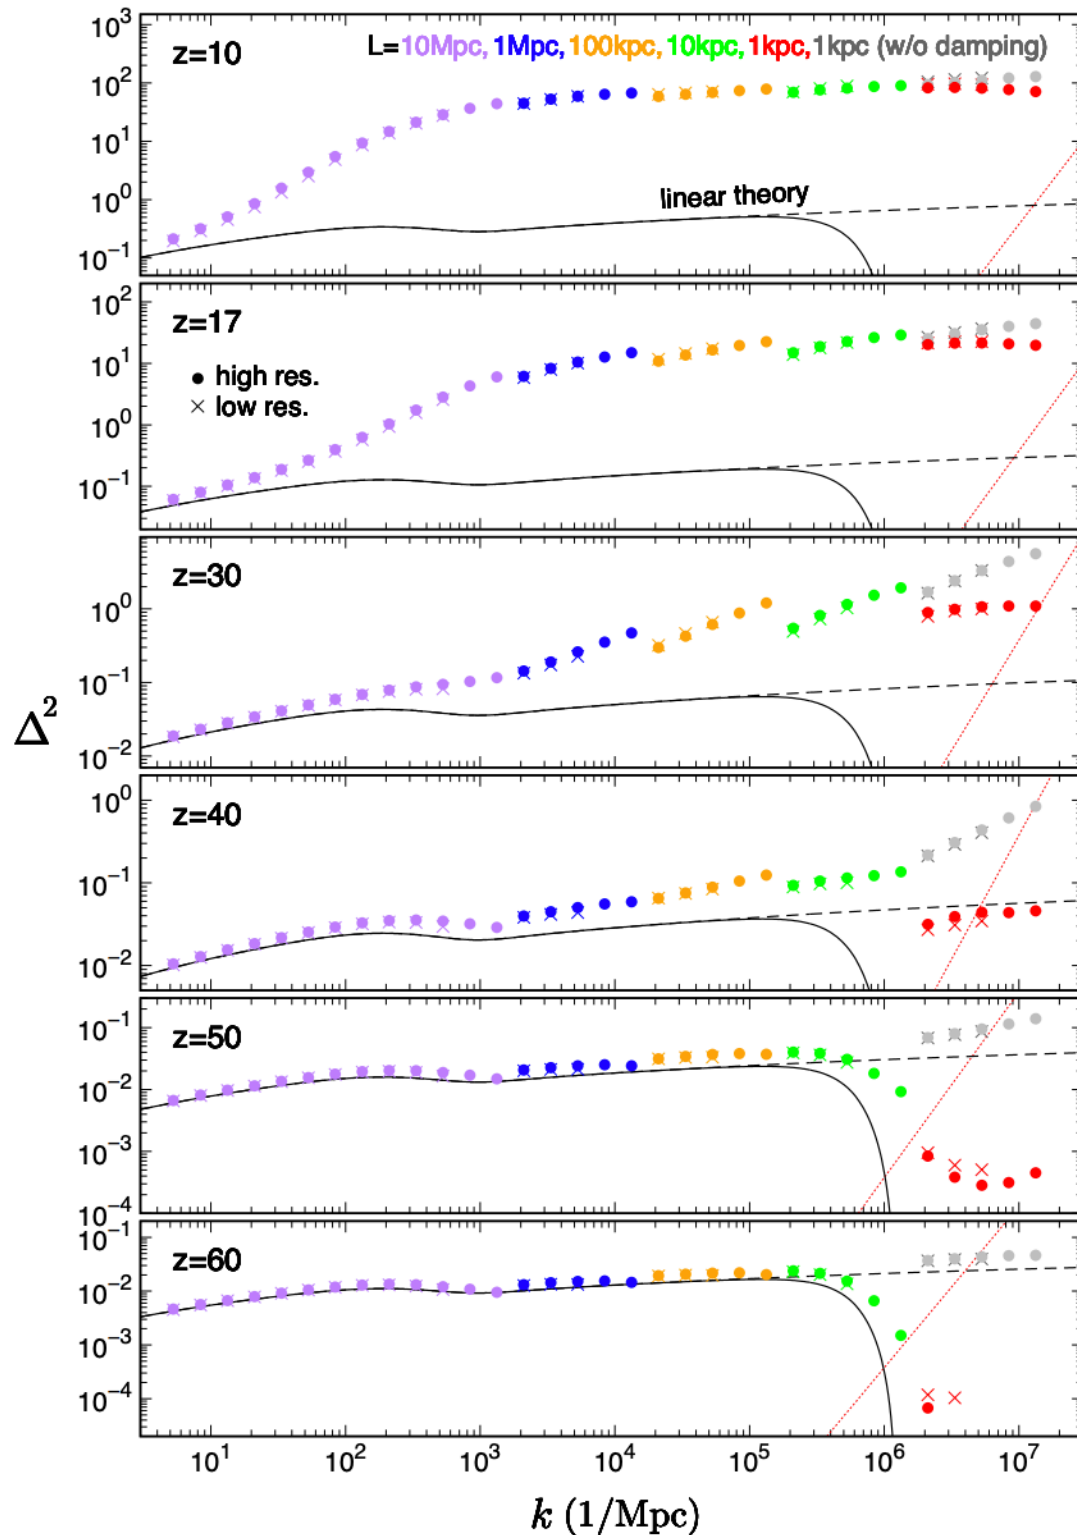 L=10Mpc, 1Mpc, 100kpc, 10kpc, 1kpc, 1kpc (w/o damping)
z=10
10³
10²
10¹
10⁰
10⁻¹
linear theory
z=17
10²
10¹
10⁰
10⁻¹
high res.
low res.
z=30
10⁰
10⁻¹
10⁻²
Δ²
z=40
10⁰
10⁻¹
10⁻²
z=50
10⁻¹
10⁻²
10⁻³
10⁻⁴
z=60
10⁻¹
10⁻²
10⁻³
10⁻⁴
10¹ 10² 10³ 10⁴ 10⁵ 10⁶ 10⁷
k (1/Mpc)